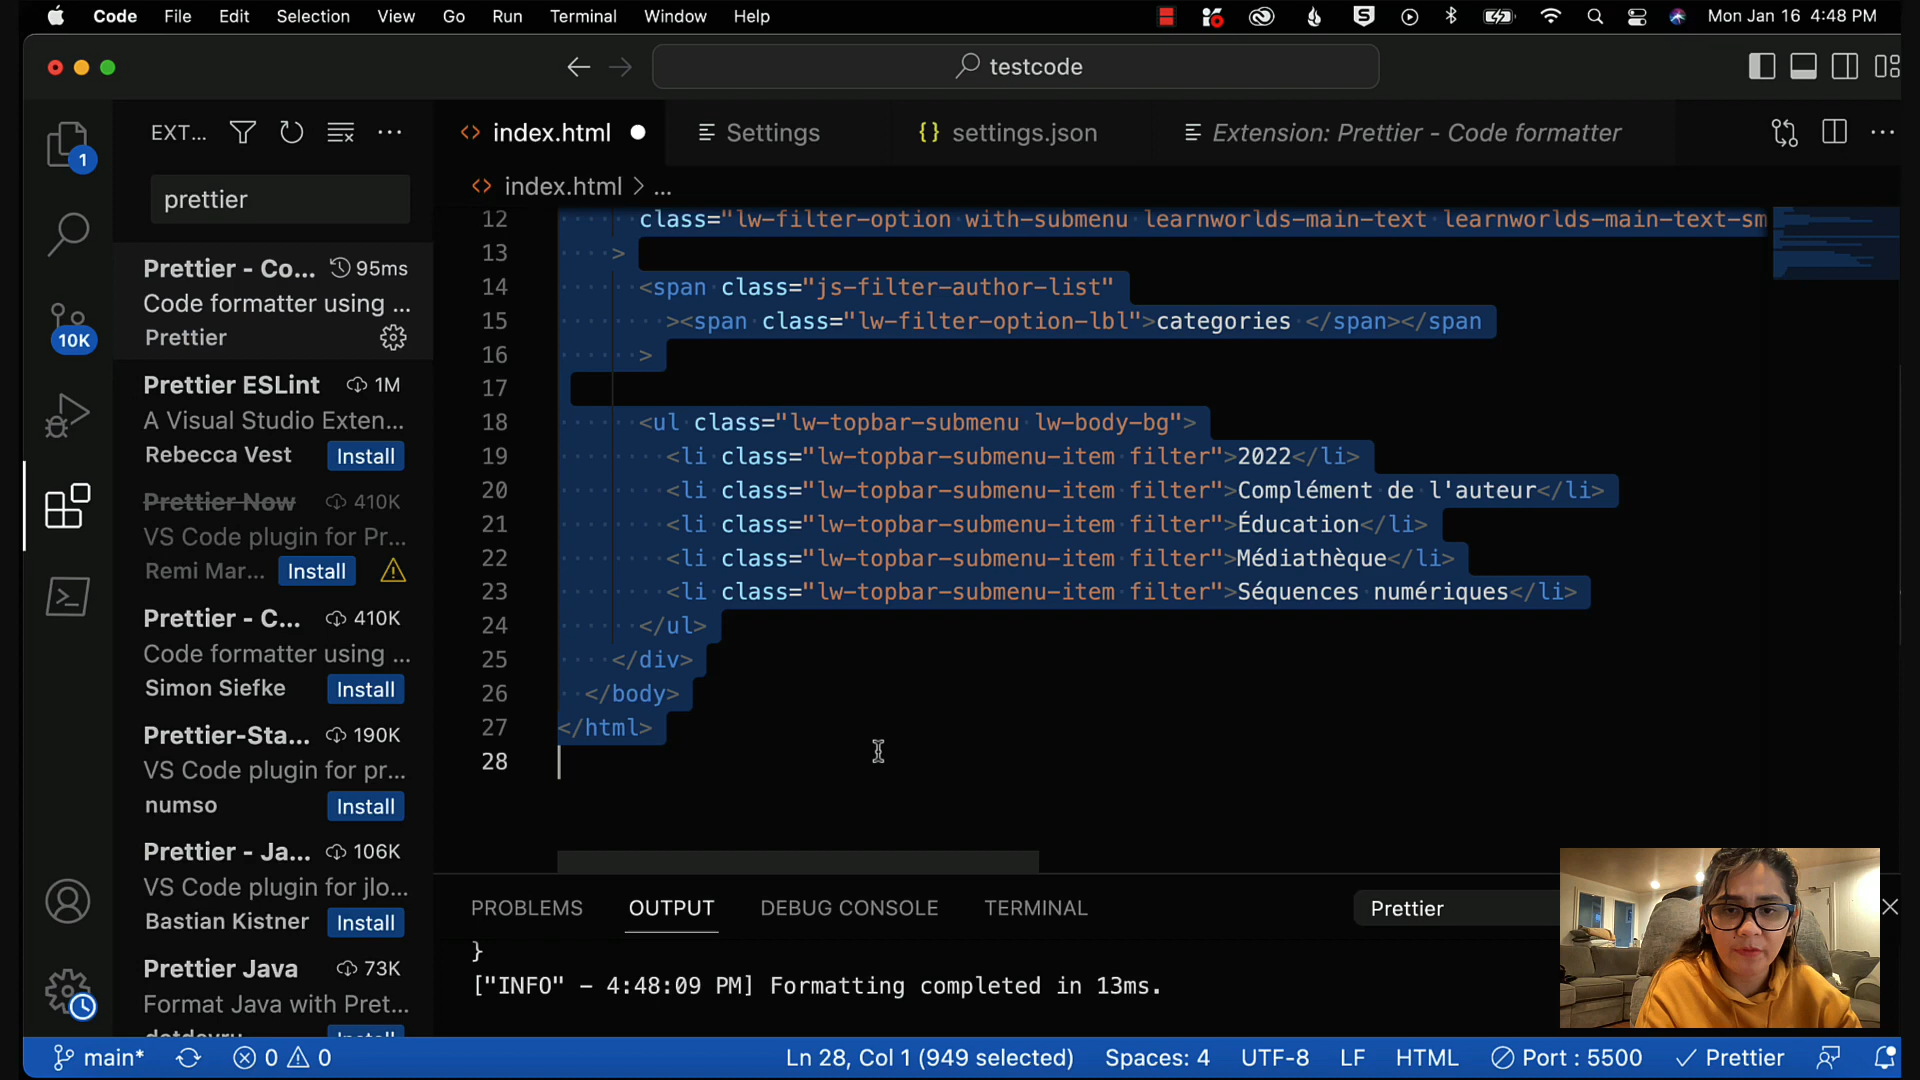 Code File Edit Selection View Go Run Terminal Window Help Mon Jan 16 4:48 PM
testcode
EXT...
index.html Settings {} settings.json Extension: Prettier - Code formatter
1
index.html > ...
prettier
Prettier - Co... 95ms
Code formatter using ...
Prettier
10K
Prettier ESLint 1M
A Visual Studio Exten...
Rebecca Vest Install
Prettier Now 410K
VS Code plugin for Pr...
Remi Mar... Install
Prettier - C... 410K
Code formatter using ...
Simon Siefke Install
Prettier-Sta... 190K
VS Code plugin for pr...
numso Install
Prettier - Ja... 106K
VS Code plugin for jlo...
Bastian Kistner Install
Prettier Java 73K
Format Java with Pret...
12 class="lw-filter-option with-submenu learnworlds-main-text learnworlds-main-text-sm
13 >
14 <span class="js-filter-author-list"
15 ><span class="lw-filter-option-lbl">categories </span></span
16 >
17
18 <ul class="lw-topbar-submenu lw-body-bg">
19 <li class="lw-topbar-submenu-item filter">2022</li>
20 <li class="lw-topbar-submenu-item filter">Complément de l'auteur</li>
21 <li class="lw-topbar-submenu-item filter">Éducation</li>
22 <li class="lw-topbar-submenu-item filter">Médiathèque</li>
23 <li class="lw-topbar-submenu-item filter">Séquences numériques</li>
24 </ul>
25 </div>
26 </body>
27 </html>
28
PROBLEMS OUTPUT DEBUG CONSOLE TERMINAL Prettier
}
["INFO" - 4:48:09 PM] Formatting completed in 13ms.
main* 0 0 Ln 28, Col 1 (949 selected) Spaces: 4 UTF-8 LF HTML Port : 5500 Prettier